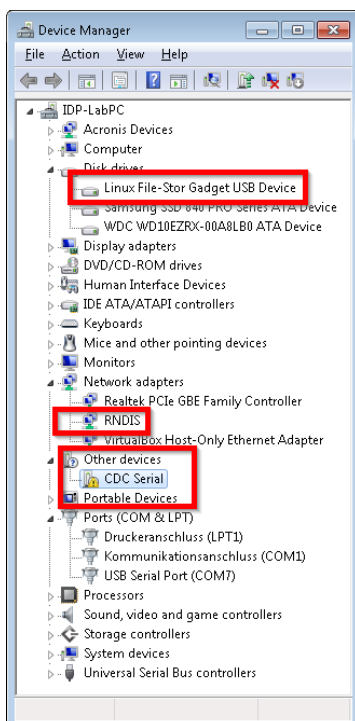 Device Manager
File Action View Help
IDP-LabPC
Acronis Devices
Computer
Disk drives
Linux File-Stor Gadget USB Device
Samsung SSD 840 PRO Series ATA Device
WDC WD10EZRX-00A8LB0 ATA Device
Display adapters
DVD/CD-ROM drives
Human Interface Devices
IDE ATA/ATAPI controllers
Keyboards
Mice and other pointing devices
Monitors
Network adapters
Realtek PCIe GBE Family Controller
RNDIS
VirtualBox Host-Only Ethernet Adapter
Other devices
CDC Serial
Portable Devices
Ports (COM & LPT)
Druckeranschluss (LPT1)
Kommunikationsanschluss (COM1)
USB Serial Port (COM7)
Processors
Sound, video and game controllers
Storage controllers
System devices
Universal Serial Bus controllers